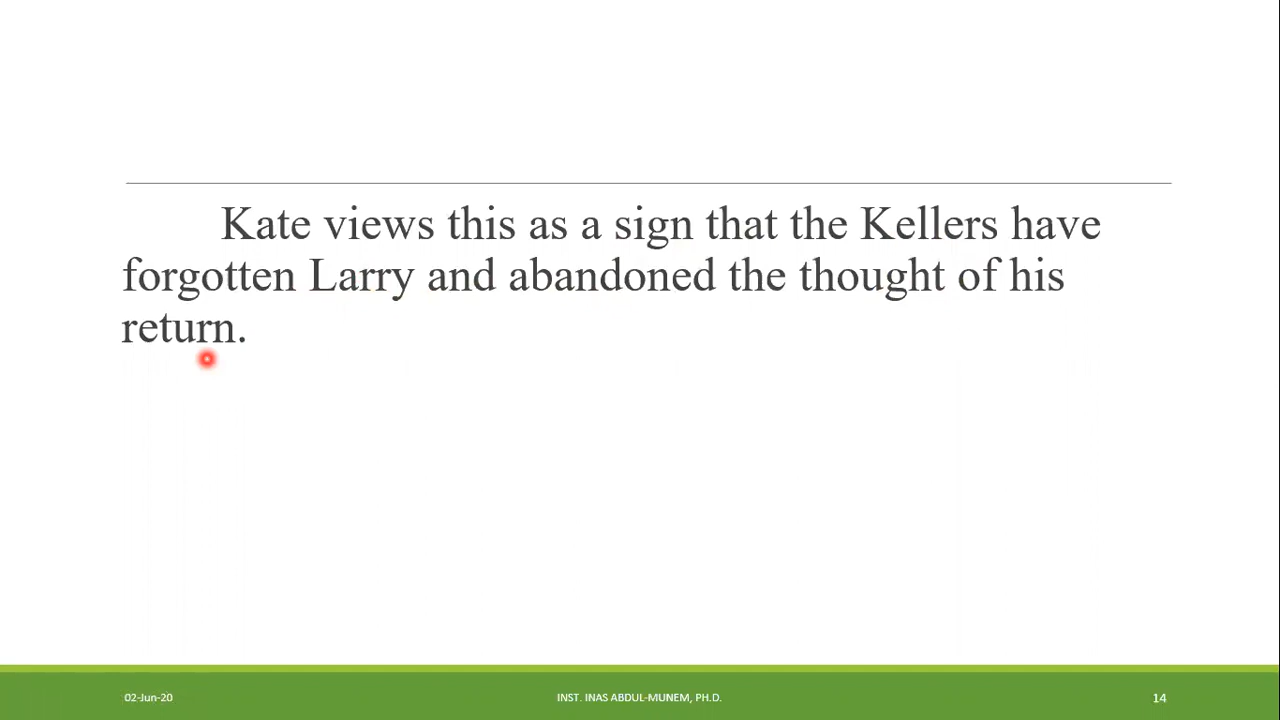 Kate views this as a sign that the Kellers have
forgotten Larry and abandoned the thought of his
return.
02-Jun-20
INST. INAS ABDUL-MUNEM, PH.D.
14